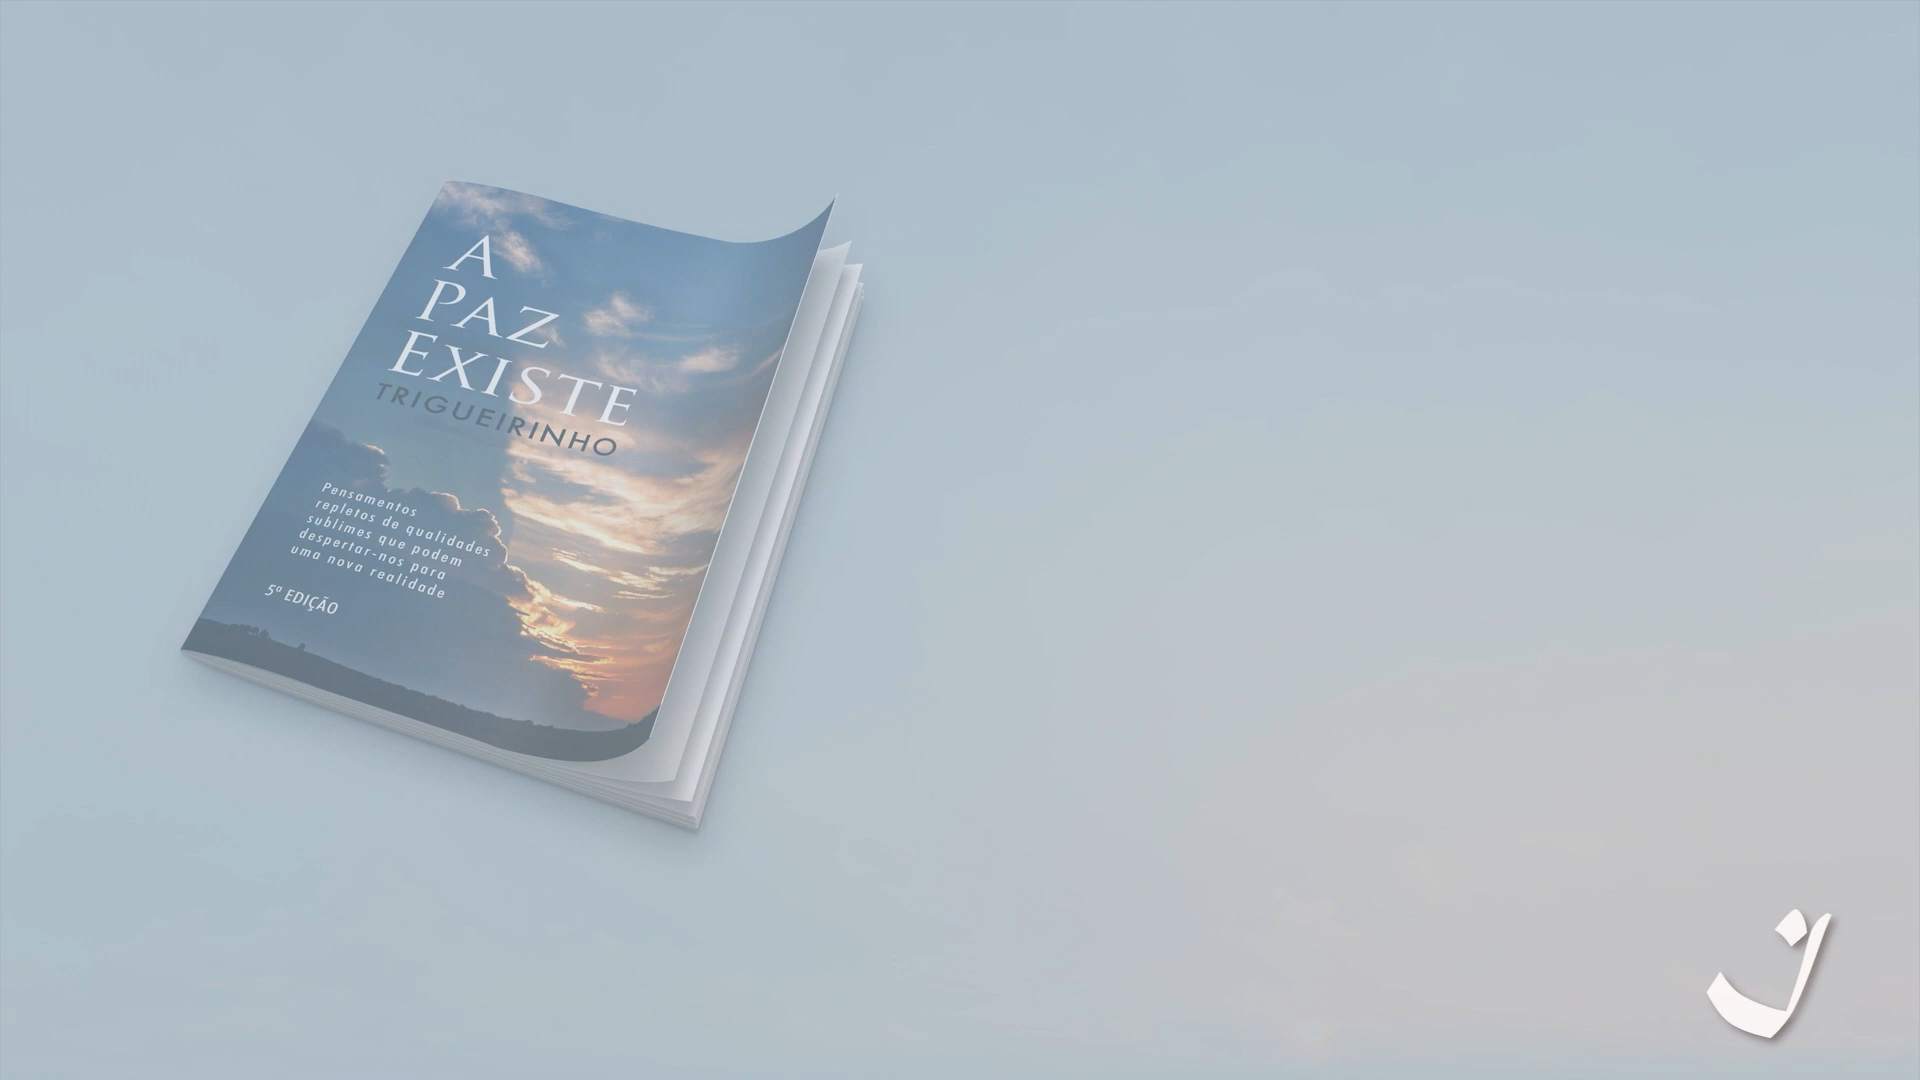 A
PAZ
EXISTE
TRIGUEIRINHO
Pensamentos
repletos de qualidades
sublimes que podem
despertar-nos para
uma nova realidade
5ª EDIÇÃO